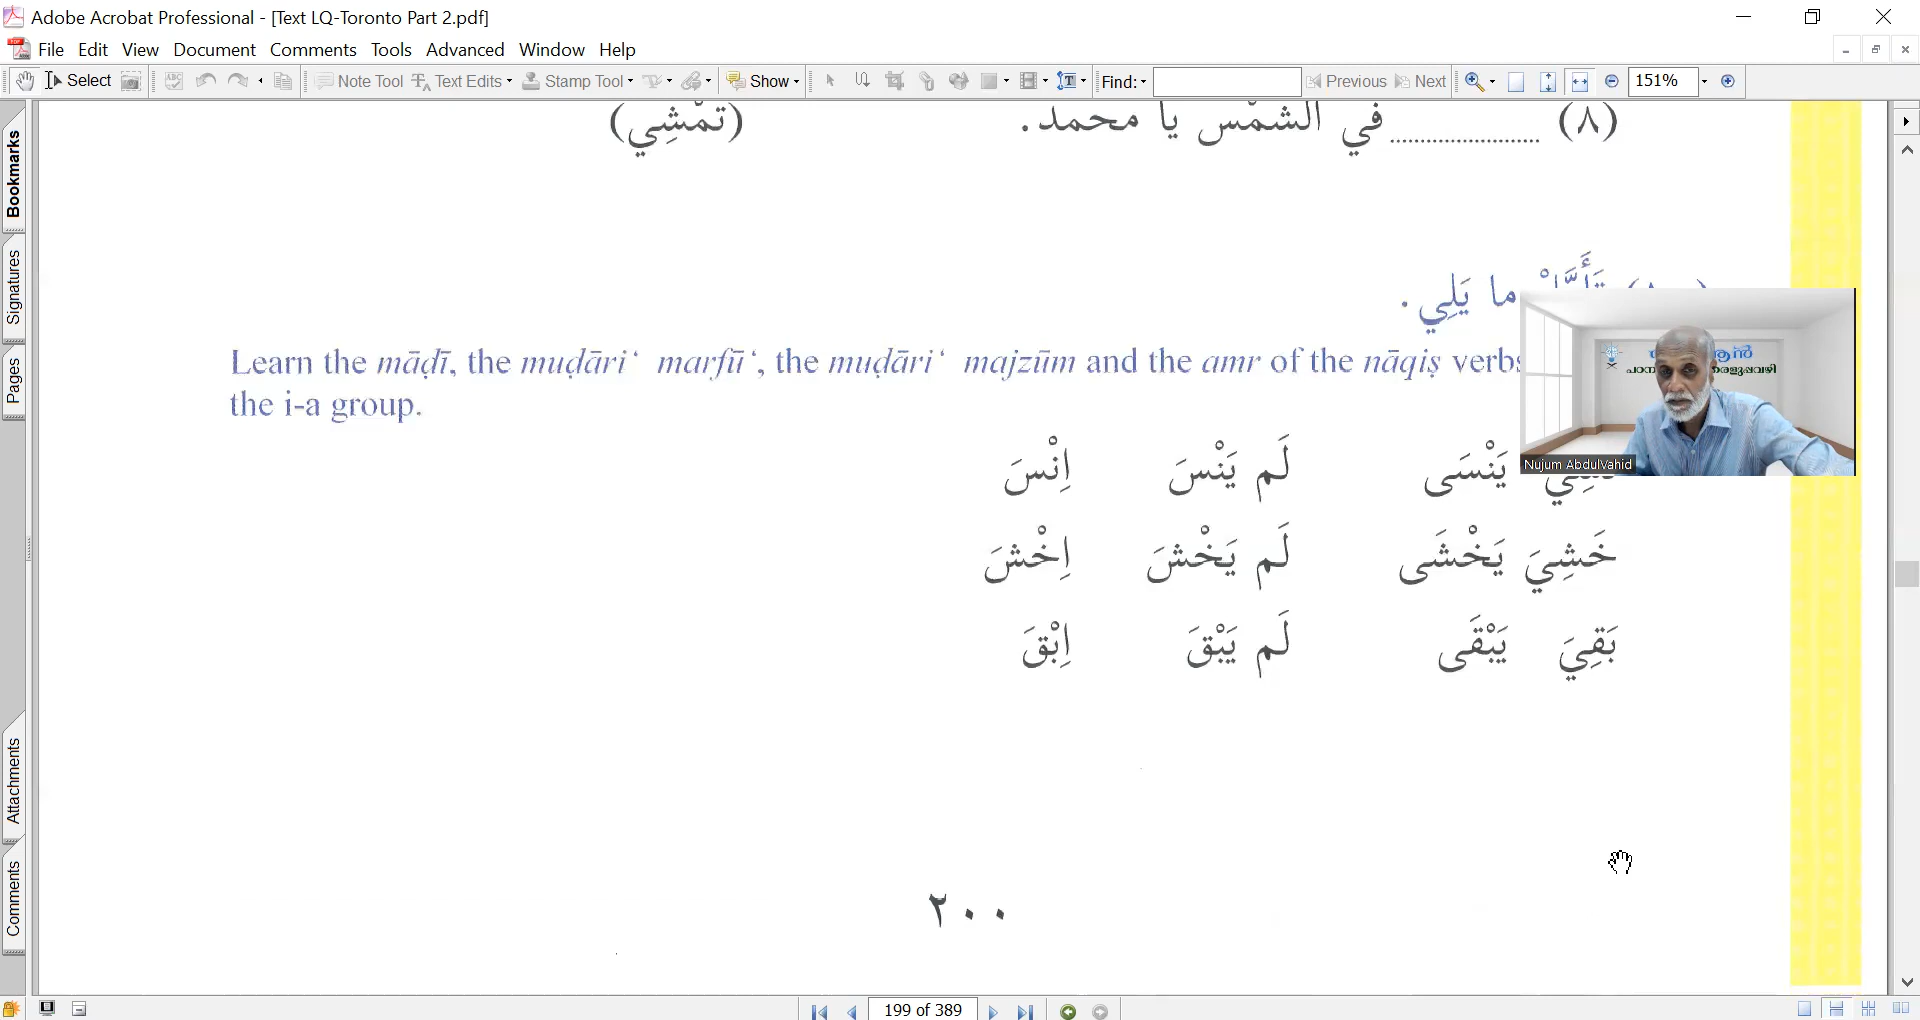 Adobe Acrobat Professional - [Text LQ-Toronto Part 2.pdf]
File Edit View Document Comments Tools Advanced Window Help
Select Note Tool Text Edits Stamp Tool Show Find: Previous Next 151%
Bookmarks
Signatures
Pages
Attachments
Comments
(٨) ........................ في الشمْس يا محمد . (تمْشِي)
ما يَلِي .
Learn the māḍī, the muḍāri‘ marfū‘, the muḍāri‘ majzūm and the amr of the nāqiṣ verbs
the i-a group.
يَنْسَى لَم يَنْسَ اِنْسَ
خَشِيَ يَخْشَى لَم يَخْشَ اِخْشَ
بَقِيَ يَبْقَى لَم يَبْقَ اِبْقَ
Nujum AbdulVahid
٢٠٠
199 of 389